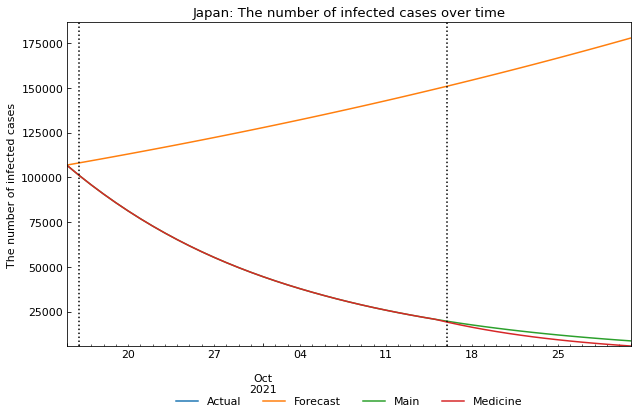 Japan: The number of infected cases over time
The number of infected cases
175000
150000
125000
100000
75000
50000
25000
20 27 04 11 18 25
Oct
2021
Actual Forecast Main Medicine